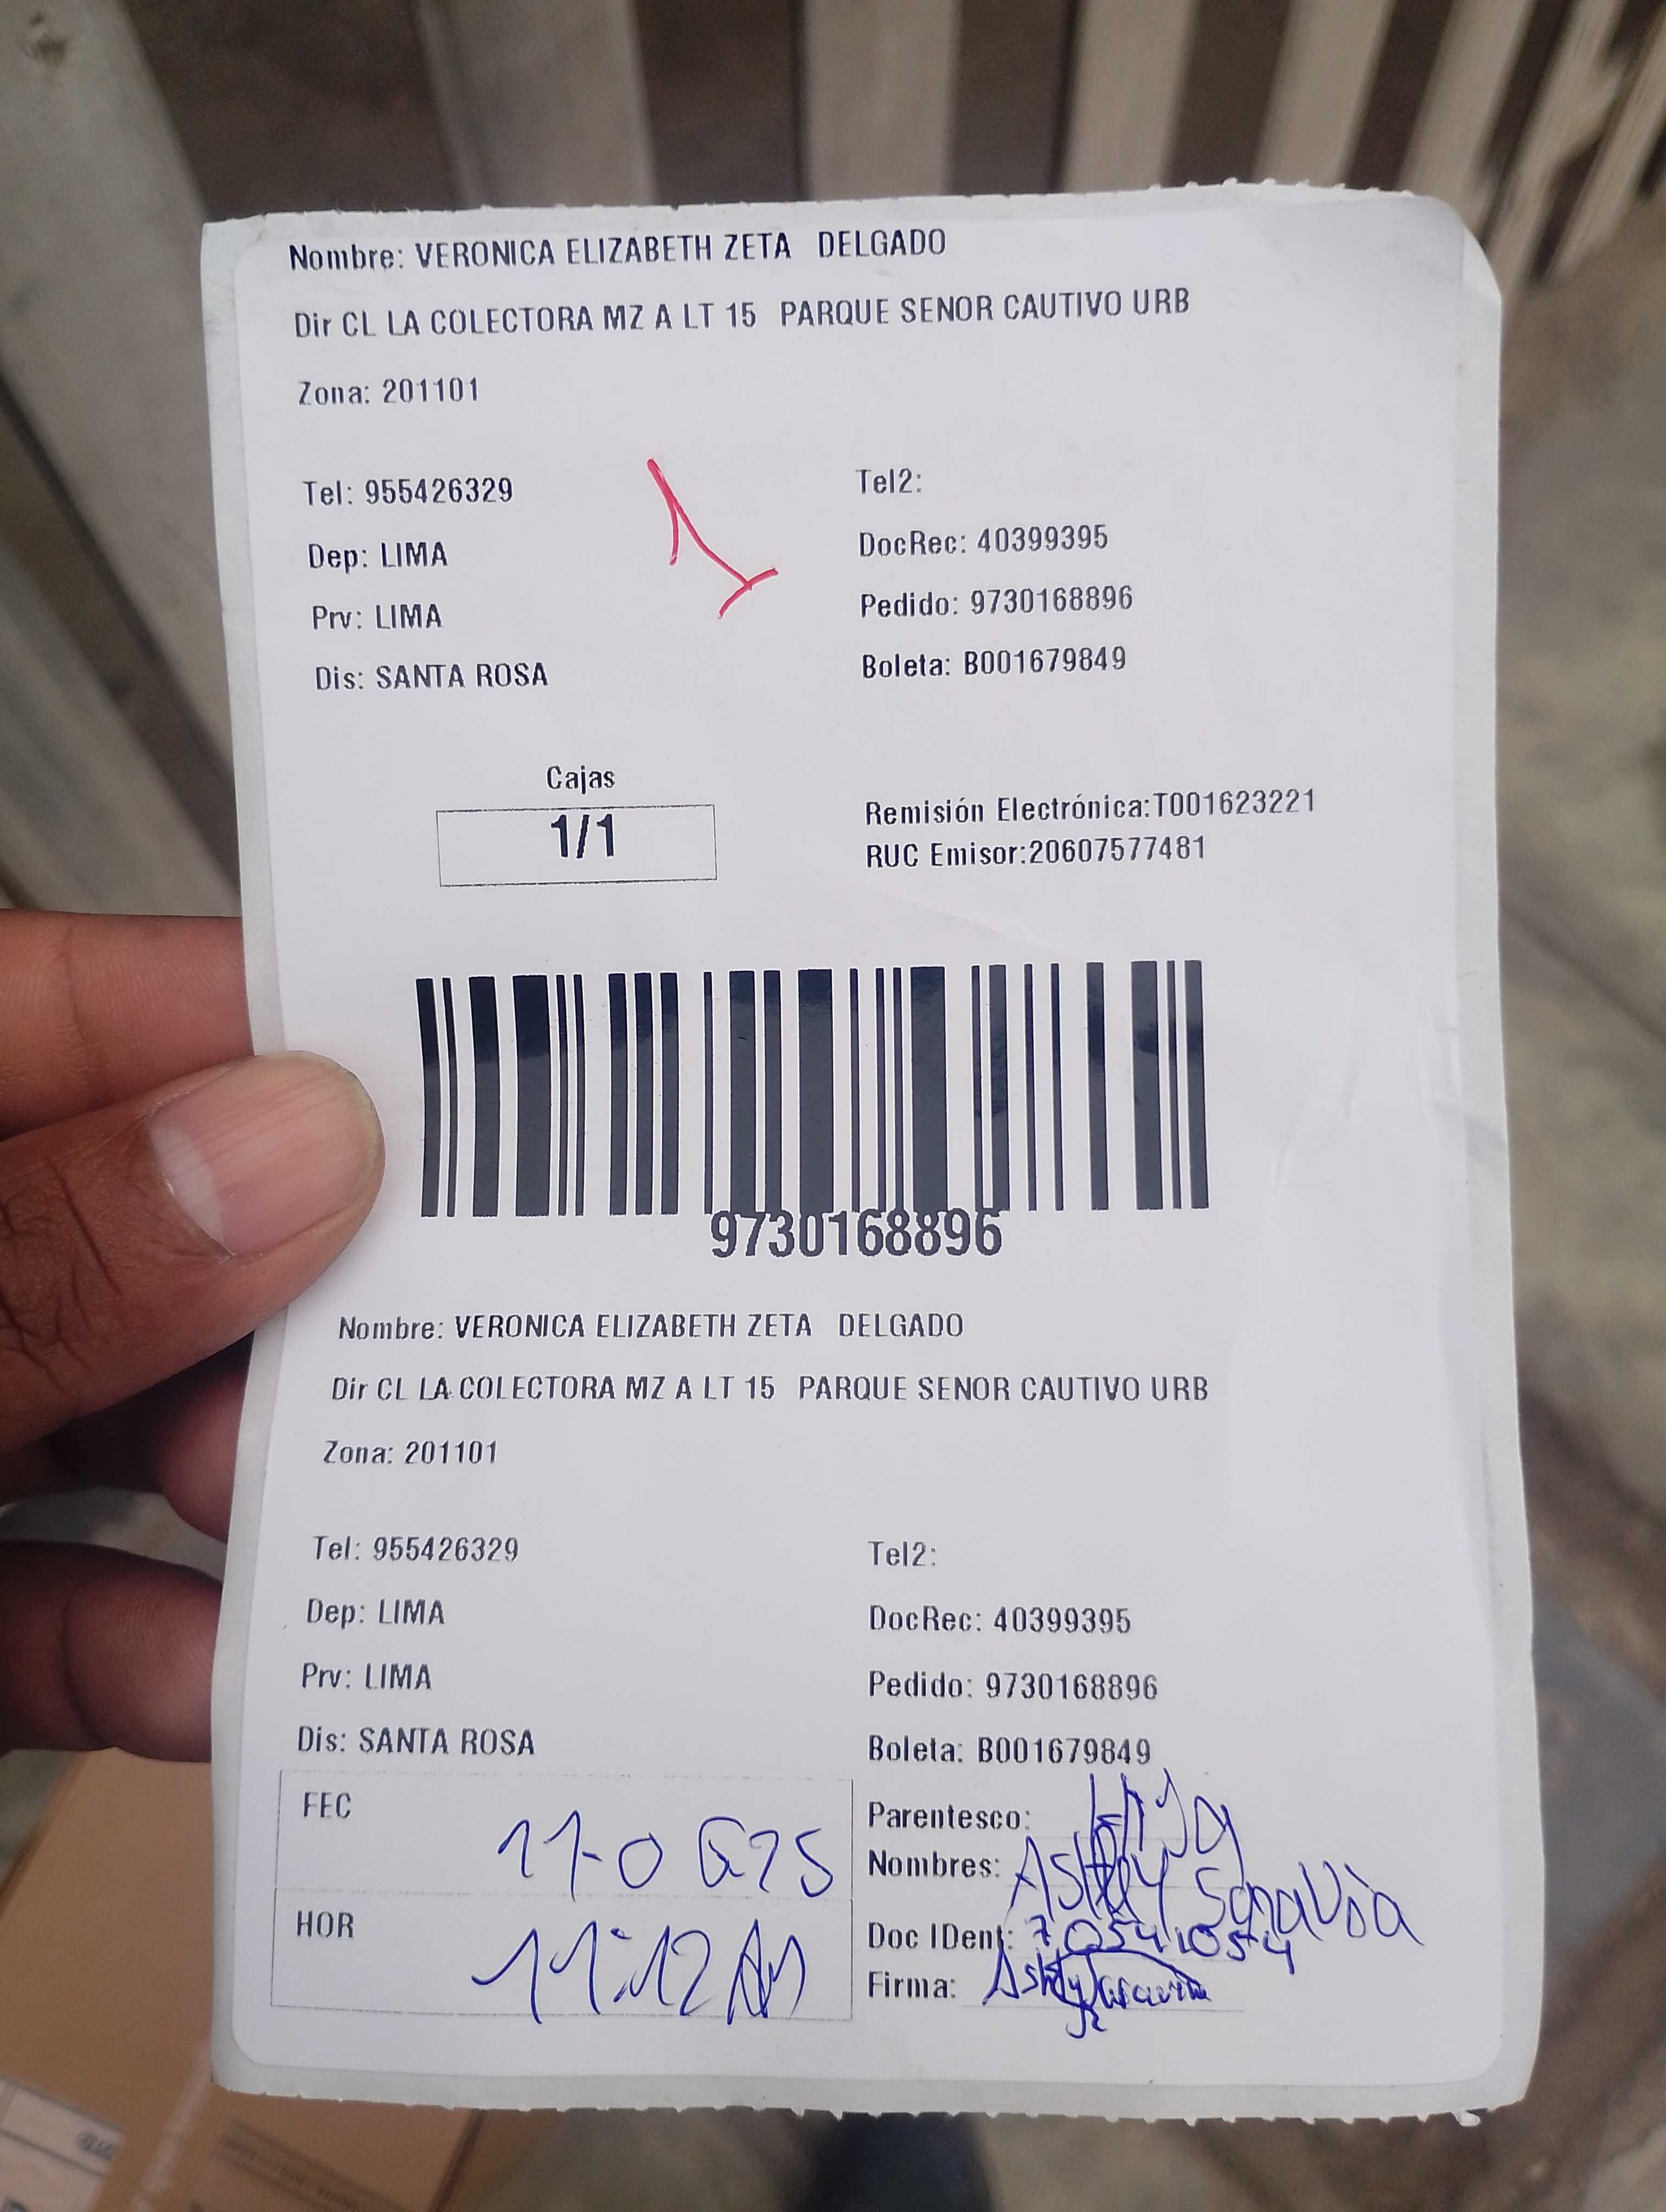 Nombre: VERONICA ELIZABETH ZETA DELGADO
Dir CL LA COLECTORA MZ A LT 15 PARQUE SENOR CAUTIVO URB
Zona: 201101
Tel: 955426329
Tel2:
Dep: LIMA
DocRec: 40399395
Prv: LIMA
Pedido: 9730168896
Dis: SANTA ROSA
Boleta: B001679849
Cajas
1/1
Remisión Electrónica:T001623221
RUC Emisor:20607577481
9730168896
Nombre: VERONICA ELIZABETH ZETA DELGADO
Dir CL LA COLECTORA MZ A LT 15 PARQUE SENOR CAUTIVO URB
Zona: 201101
Tel: 955426329
Tel2:
Dep: LIMA
DocRec: 40399395
Prv: LIMA
Pedido: 9730168896
Dis: SANTA ROSA
Boleta: B001679849
FEC
Parentesco: Hija
Nombres:
HOR 11:12 AM
Doc IDent: 70541054
Firma: